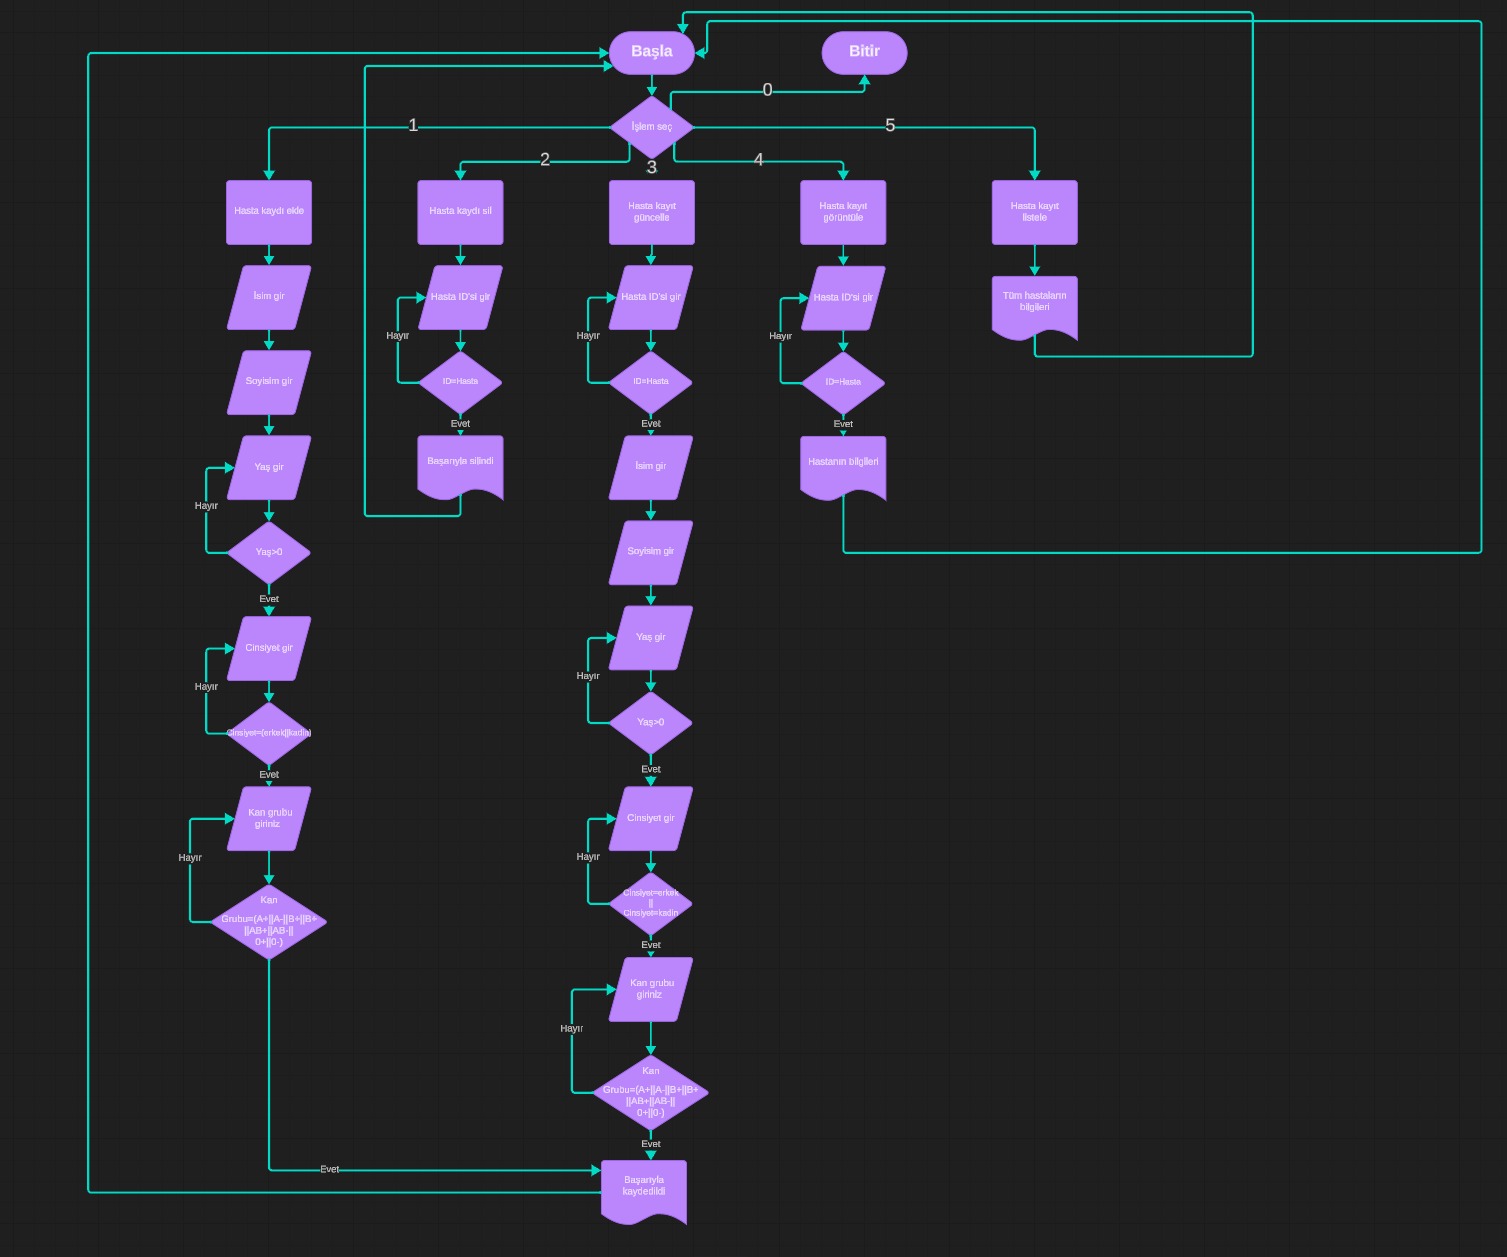 Başla
Bitir
0
İşlem seç
1
5
2
3
4
Hasta kaydı ekle
Hasta kaydı sil
Hasta kayıt
güncelle
Hasta kayıt
görüntüle
Hasta kayıt
listele
İsim gir
Hasta ID'si gir
Hasta ID'si gir
Hasta ID'si gir
Tüm hastaların
bilgileri
Hayır
Hayır
Hayır
Soyisim gir
ID=Hasta
ID=Hasta
ID=Hasta
Evet
Evet
Evet
Yaş gir
Başarıyla silindi
İsim gir
Hastanın bilgileri
Hayır
Yaş>0
Soyisim gir
Evet
Cinsiyet gir
Yaş gir
Hayır
Hayır
Cinsiyet=(erkek||kadin)
Yaş>0
Evet
Evet
Kan grubu
giriniz
Cinsiyet gir
Hayır
Hayır
Kan
Grubu=(A+||A-||B+||B+
||AB+||AB-||
0+||0-)
Cinsiyet=erkek
||
Cinsiyet=kadin
Evet
Kan grubu
giriniz
Hayır
Kan
Grubu=(A+||A-||B+||B+
||AB+||AB-||
0+||0-)
Evet
Evet
Başarıyla
kaydedildi